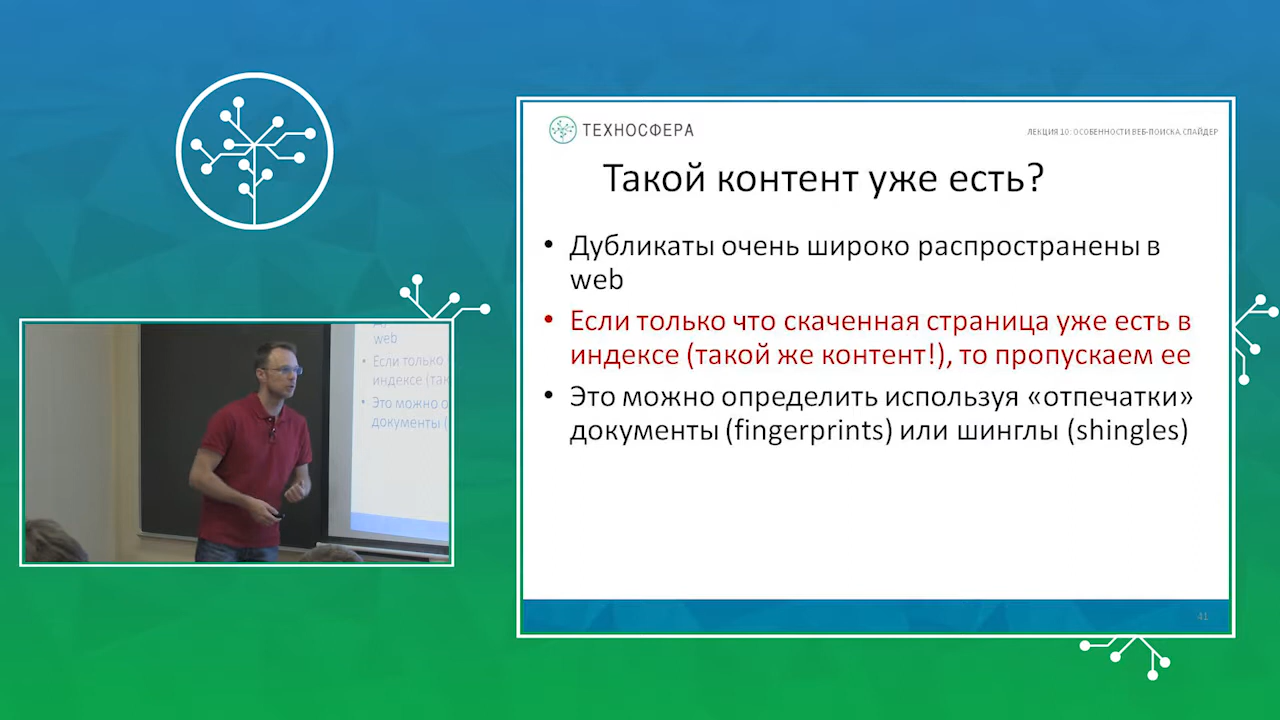 ТЕХНОСФЕРА
ЛЕКЦИЯ 10: ОСОБЕННОСТИ ВЕБ-ПОИСКА. СПАЙДЕР
Такой контент уже есть?
• Дубликаты очень широко распространены в
web
• Если только что скаченная страница уже есть в
индексе (такой же контент!), то пропускаем ее
• Это можно определить используя «отпечатки»
документы (fingerprints) или шинглы (shingles)
41
web
• Если только
индексе (так
• Это можно о
документы (